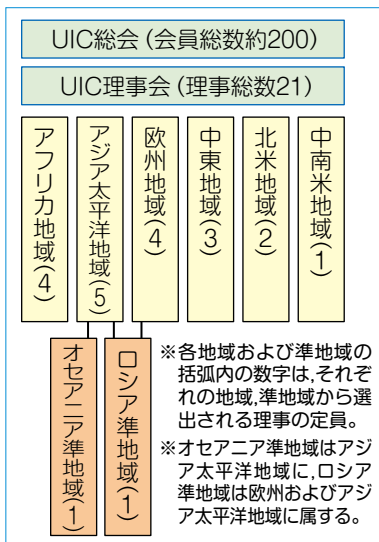 UIC総会（会員総数約200）
UIC理事会（理事総数21）
アフリカ地域（4）
アジア太平洋地域（5）
欧州地域（4）
中東地域（3）
北米地域（2）
中南米地域（1）
オセアニア準地域（1）
ロシア準地域（1）
※各地域および準地域の
括弧内の数字は,それぞ
れの地域,準地域から選
出される理事の定員。
※オセアニア準地域はアジ
ア太平洋地域に,ロシア
準地域は欧州およびアジ
ア太平洋地域に属する。